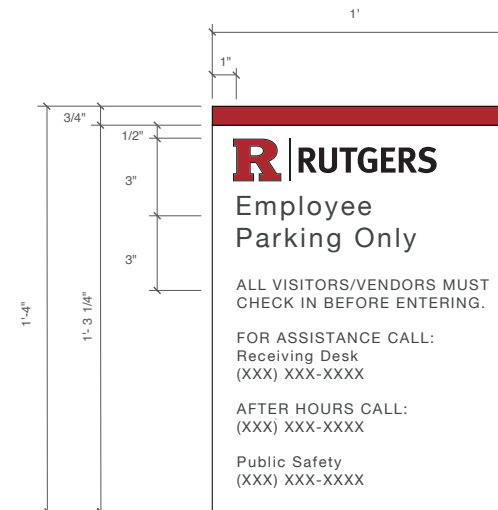 1'
1"
3/4"
1/2"
3"
3"
1'-4"
1'- 3 1/4"
R RUTGERS
Employee
Parking Only
ALL VISITORS/VENDORS MUST
CHECK IN BEFORE ENTERING.
FOR ASSISTANCE CALL:
Receiving Desk
(XXX) XXX-XXXX
AFTER HOURS CALL:
(XXX) XXX-XXXX
Public Safety
(XXX) XXX-XXXX